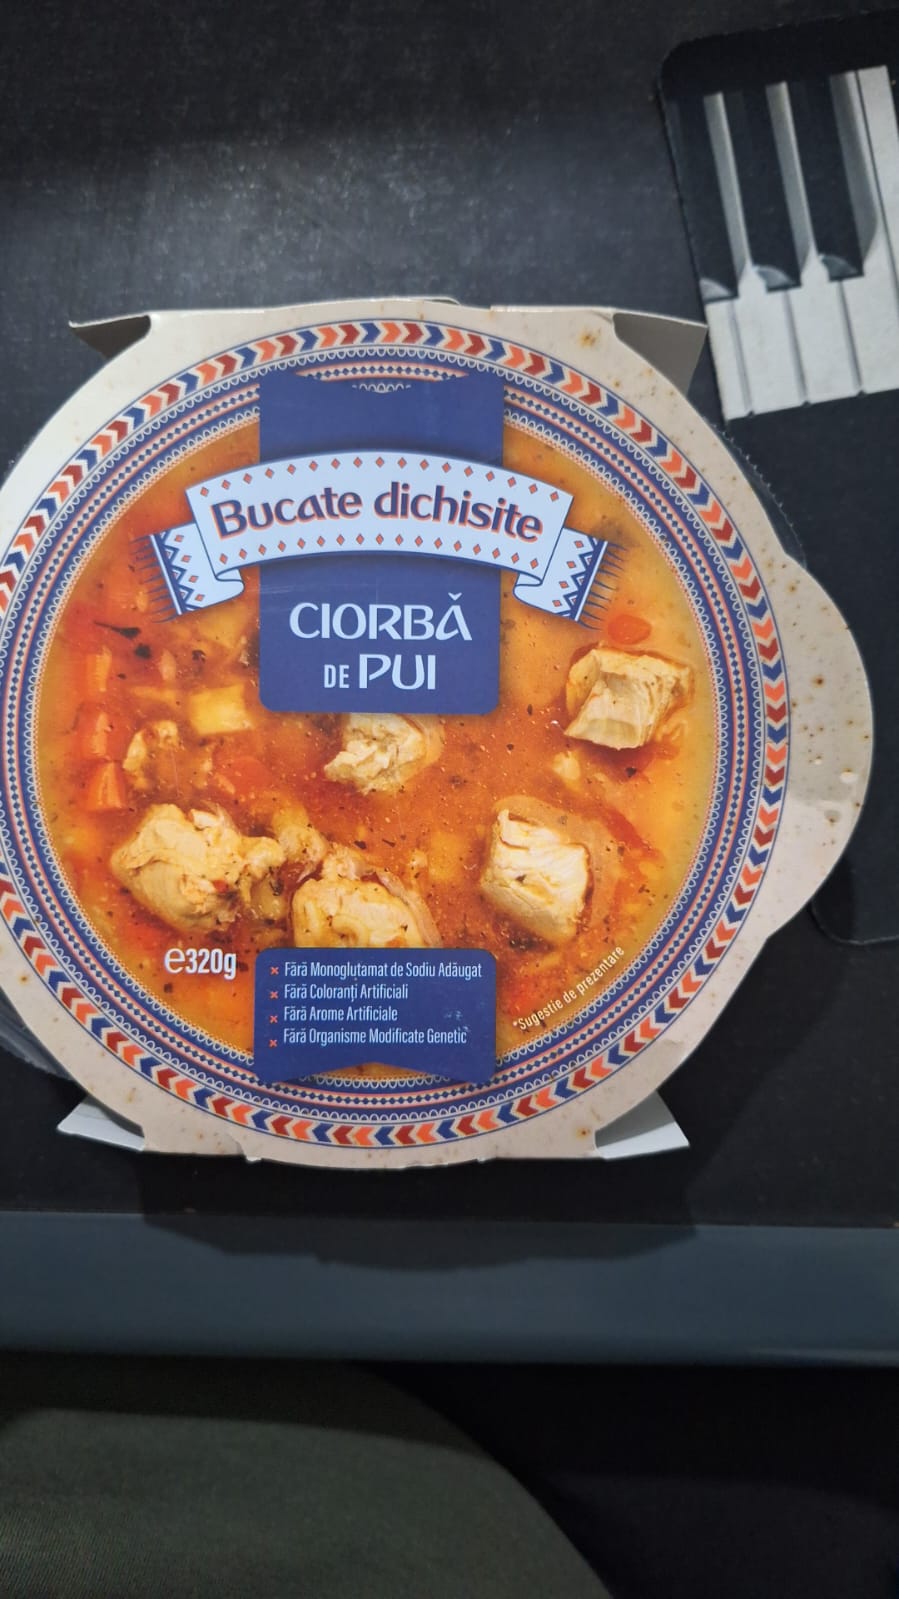 Bucate dichisite
CIORBĂ
DE PUI
℮320g
× Fără Monoglutamat de Sodiu Adăugat
× Fără Coloranți Artificiali
× Fără Arome Artificiale
× Fără Organisme Modificate Genetic
*Sugestie de prezentare